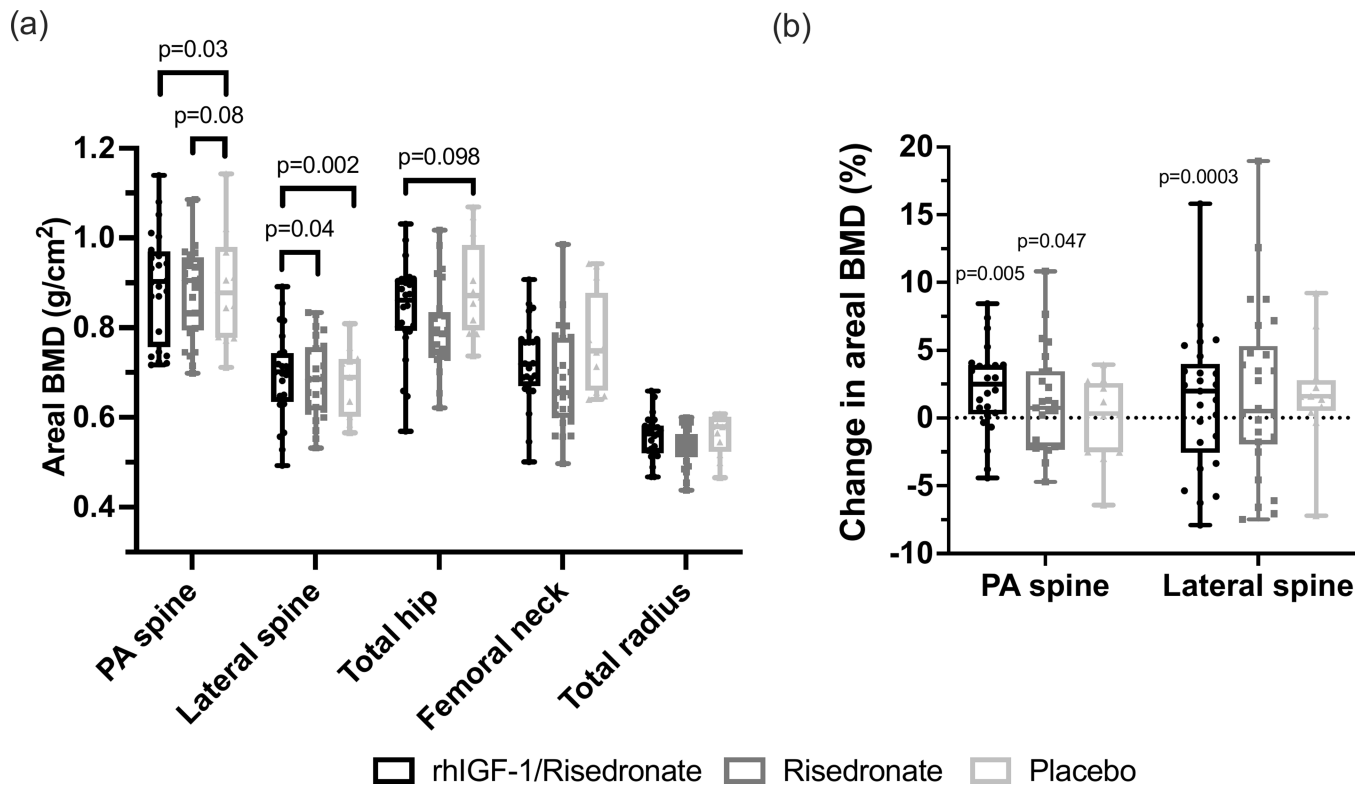 (a)
p=0.03
p=0.08
p=0.002
p=0.04
p=0.098
Areal BMD (g/cm²)
1.2
1.0
0.8
0.6
0.4
PA spine
Lateral spine
Total hip
Femoral neck
Total radius
(b)
p=0.005
p=0.047
p=0.0003
Change in areal BMD (%)
20
15
10
5
0
-5
-10
PA spine
Lateral spine
rhIGF-1/Risedronate
Risedronate
Placebo